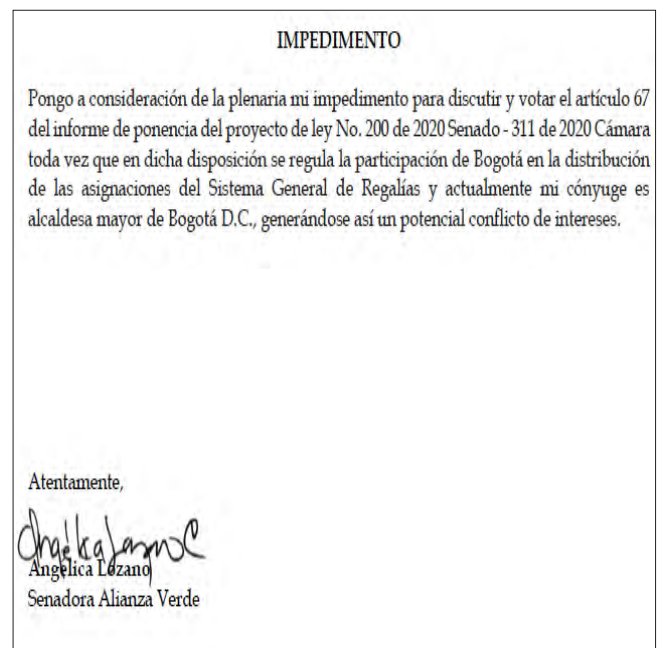 IMPEDIMENTO
Pongo a consideración de la plenaria mi impedimento para discutir y votar el artículo 67
del informe de ponencia del proyecto de ley No. 200 de 2020 Senado - 311 de 2020 Cámara
toda vez que en dicha disposición se regula la participación de Bogotá en la distribución
de las asignaciones del Sistema General de Regalías y actualmente mi cónyuge es
alcaldesa mayor de Bogotá D.C., generándose así un potencial conflicto de intereses.
Atentamente,
Angélica Lozano C
Angélica Lozano
Senadora Alianza Verde